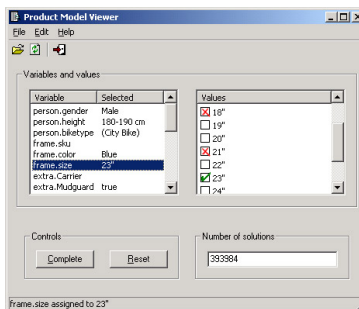 Product Model Viewer
File Edit Help
Variables and values
Variable Selected
person.gender Male
person.height 180-190 cm
person.biketype (City Bike)
frame.sku
frame.color Blue
frame.size 23"
extra.Carrier
extra.Mudguard true
Values
18"
19"
20"
21"
22"
23"
24"
Controls
Complete Reset
Number of solutions
393984
frame.size assigned to 23"